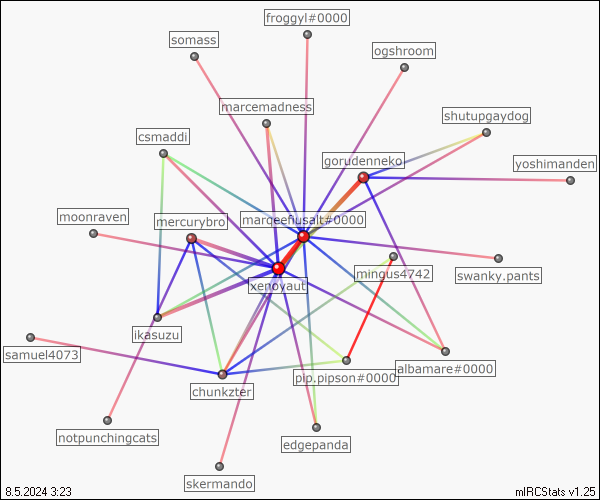 froggyl#0000
somass
ogshroom
marcemadness
shutupgaydog
csmaddi
gorudenneko
yoshimanden
moonraven
mercurybro
marqeeñusalt#0000
mingus4742
swanky.pants
xenoyaut
ikasuzu
samuel4073
albamare#0000
pip.pipson#0000
chunkzter
notpunchingcats
edgepanda
skermando
8.5.2024 3:23
mIRCStats v1.25